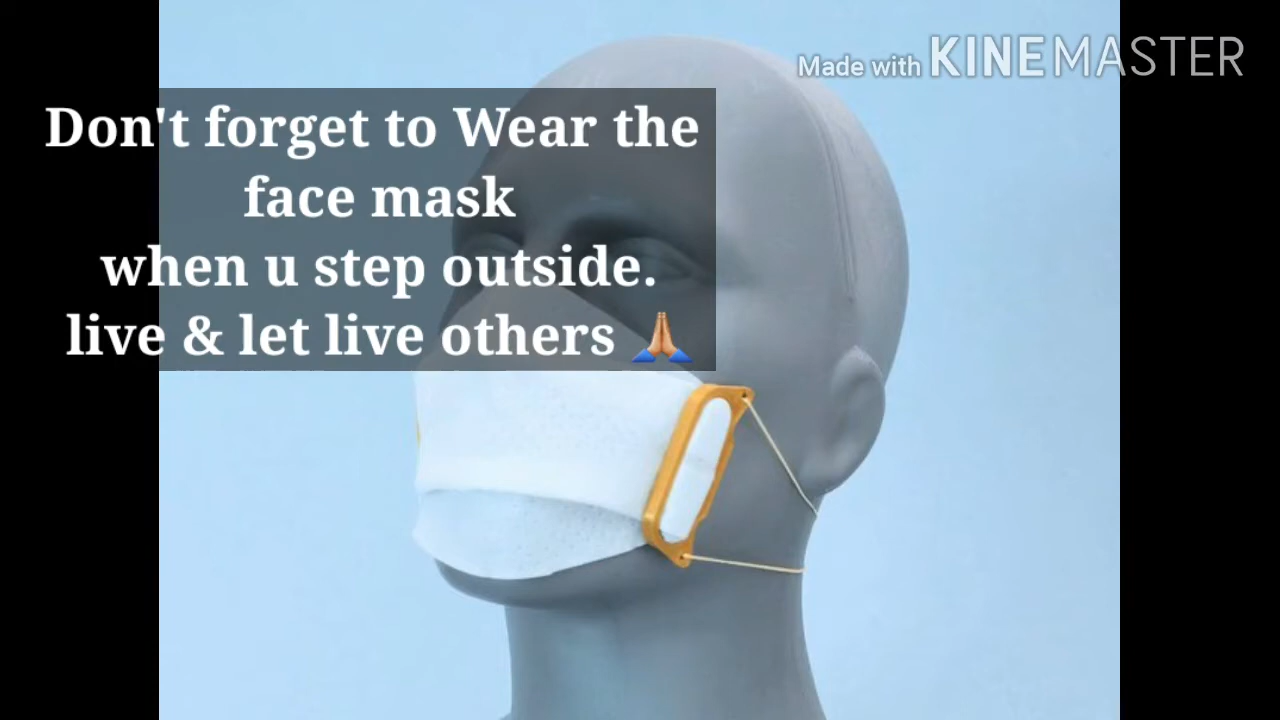 Made with KINEMASTER
Don't forget to Wear the
face mask
when u step outside.
live & let live others 🙏🏼